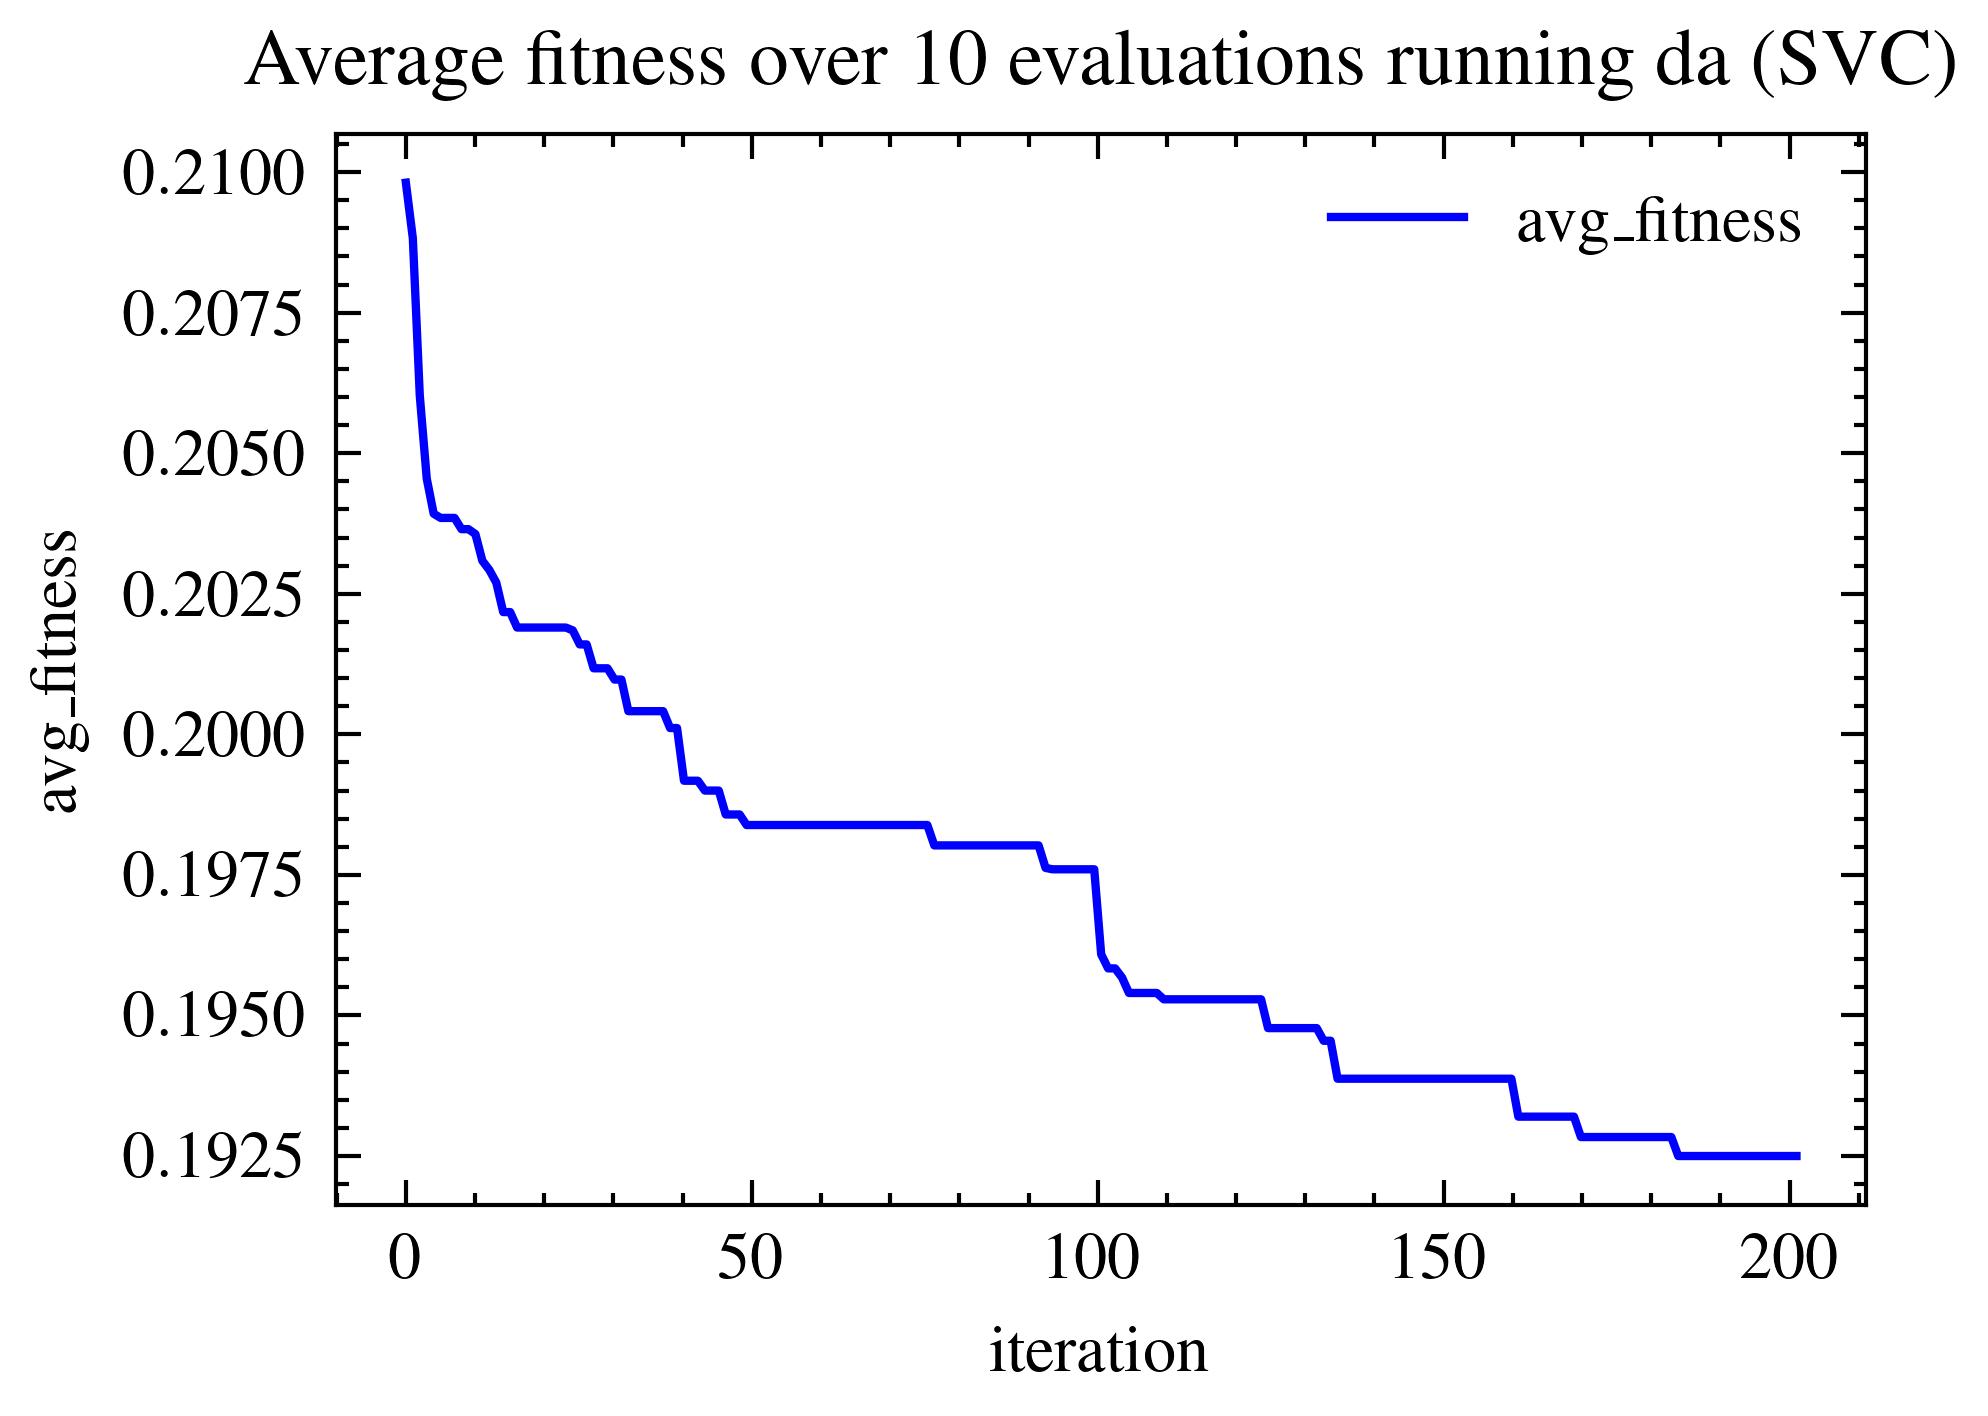 Average fitness over 10 evaluations running da (SVC)
avg_fitness
0.2100
0.2075
0.2050
0.2025
0.2000
0.1975
0.1950
0.1925
avg_fitness
0 50 100 150 200
iteration